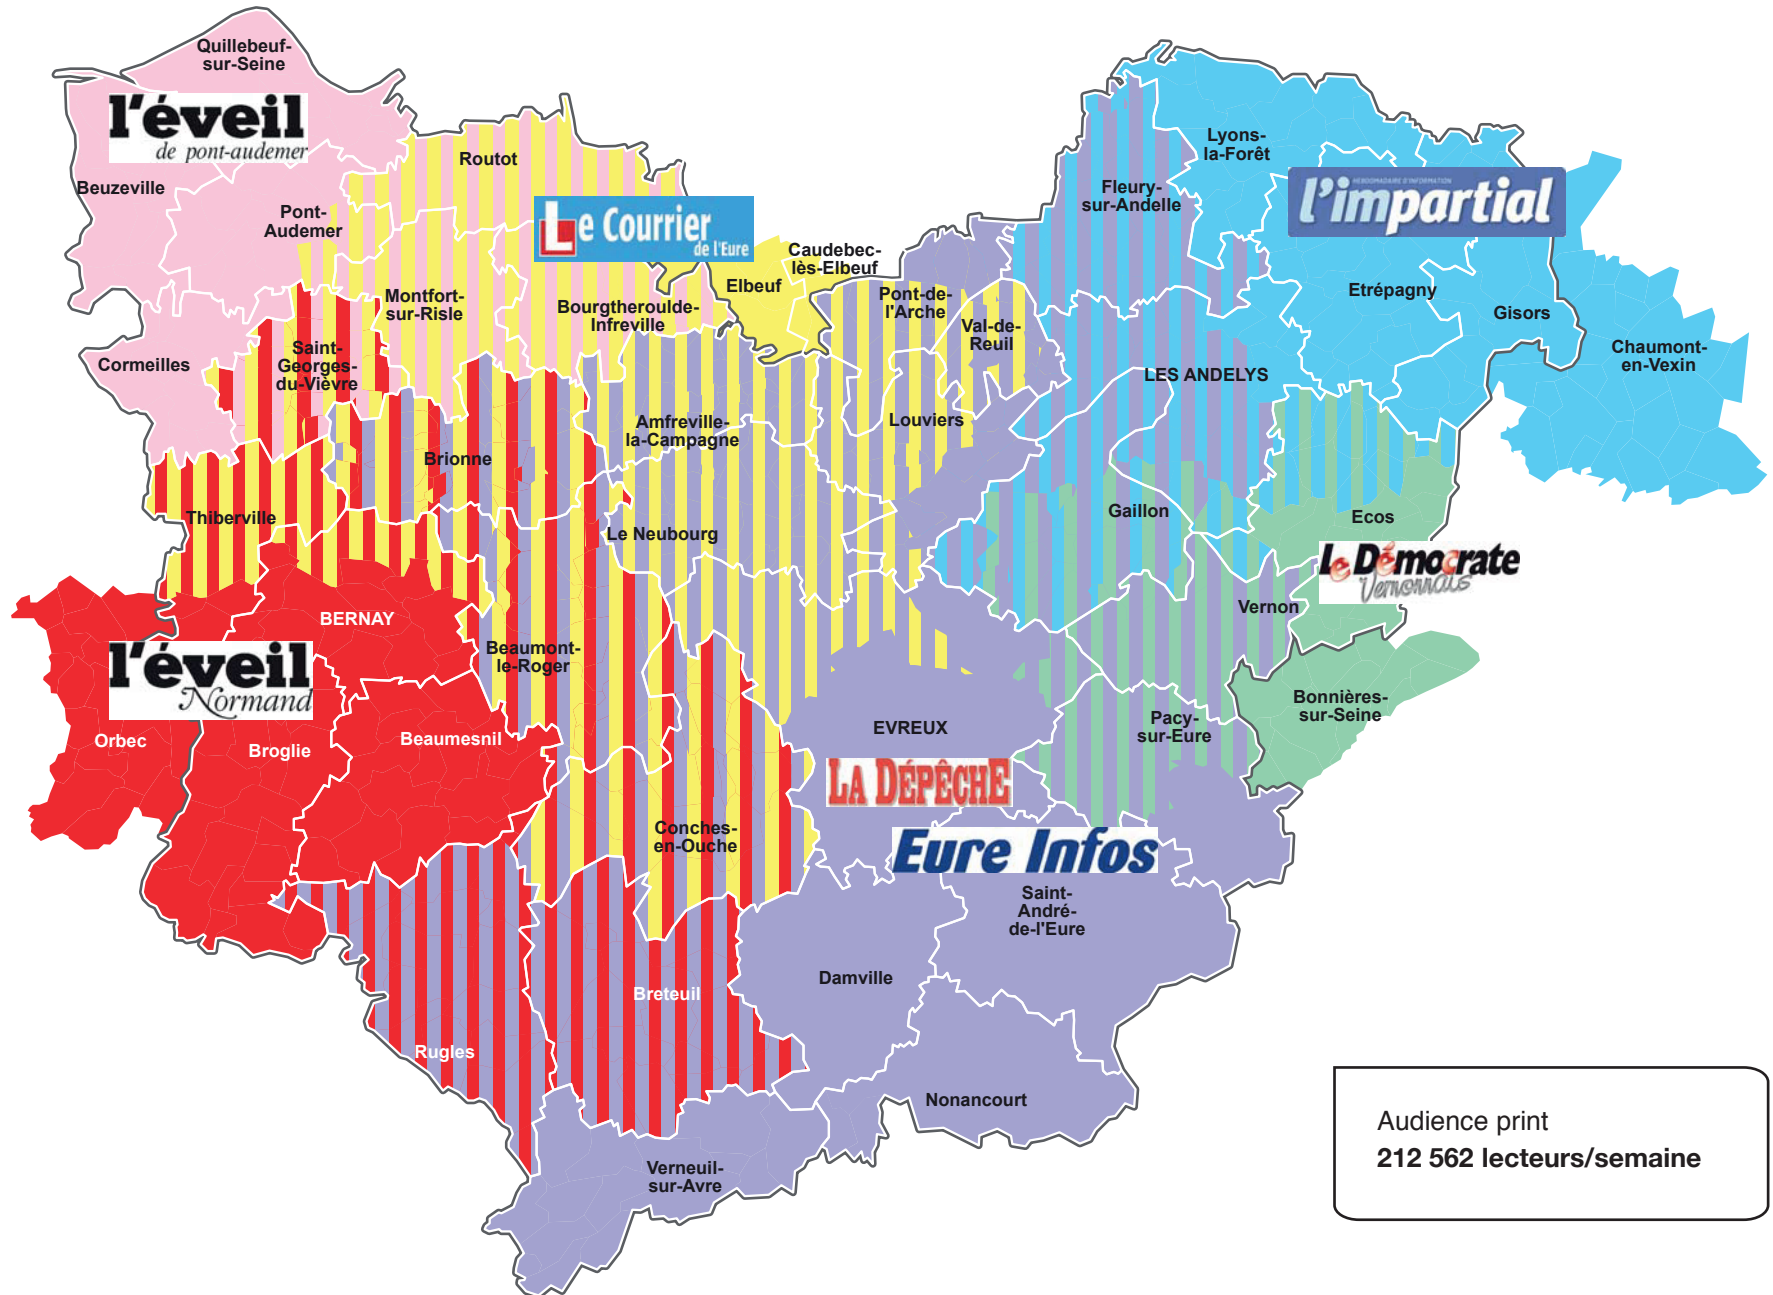 Quillebeuf-
sur-Seine
l'éveil
de pont-audemer
Beuzeville
Routot
Pont-
Audemer
Le Courrier
de l'Eure
Caudebec-
lès-Elbeuf
Elbeuf
Lyons-
la-Forêt
Fleury-
sur-Andelle
HEBDOMADAIRE D'INFORMATION
l'impartial
Montfort-
sur-Risle
Bourgtheroulde-
Infreville
Pont-de-
l'Arche
Val-de-
Reuil
Etrépagny
Gisors
Chaumont-
en-Vexin
Cormeilles
Saint-
Georges-
du-Vièvre
LES ANDELYS
Amfreville-
la-Campagne
Louviers
Brionne
Thiberville
Le Neubourg
Gaillon
Ecos
Le Démocrate
Vernonnais
Vernon
BERNAY
l'éveil
Normand
Beaumont-
le-Roger
Bonnières-
sur-Seine
Pacy-
sur-Eure
EVREUX
Orbec
Broglie
Beaumesnil
LA DÉPÊCHE
Conches-
en-Ouche
Eure Infos
Saint-
André-
de-l'Eure
Damville
Breteuil
Rugles
Nonancourt
Verneuil-
sur-Avre
Audience print
212 562 lecteurs/semaine